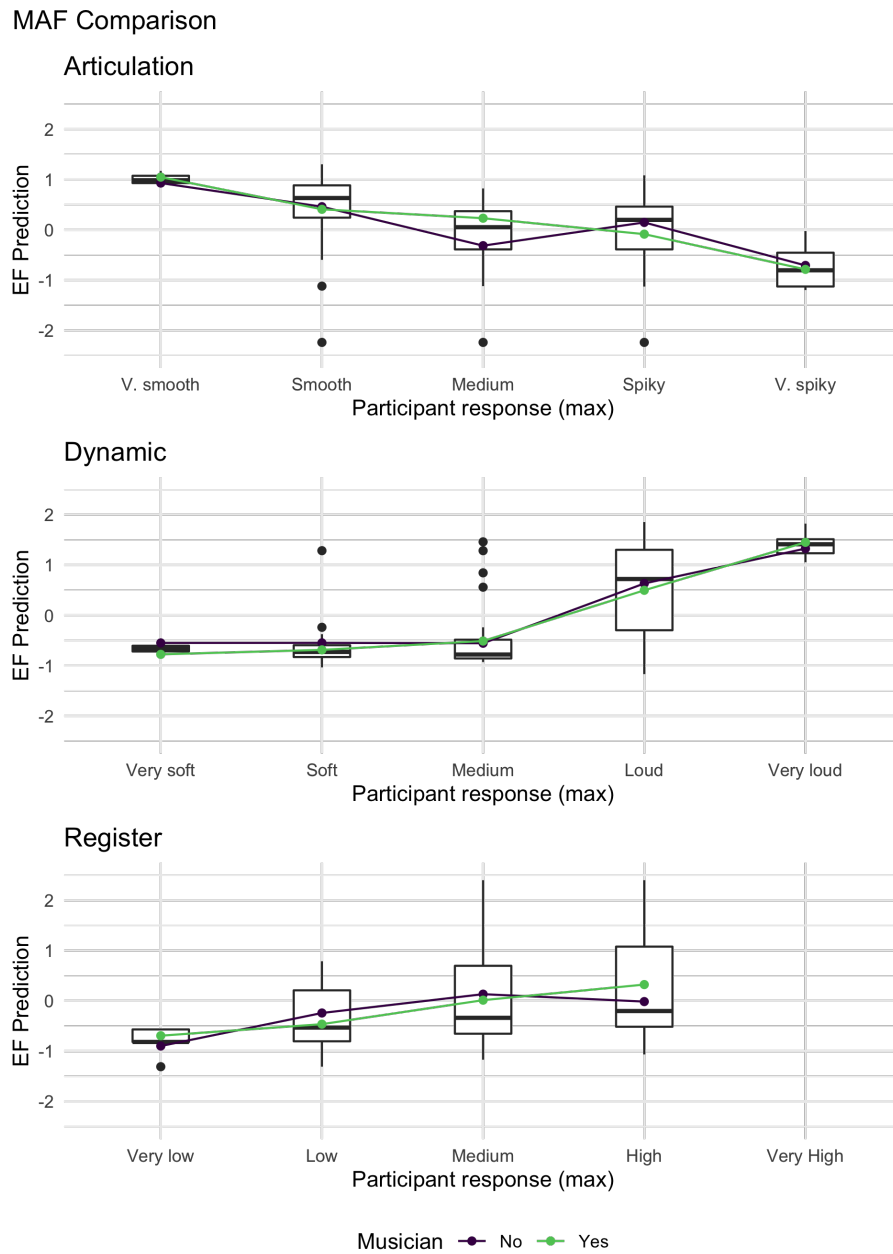 MAF Comparison
Articulation
EF Prediction
2
1
0
-1
-2
V. smooth Smooth Medium Spiky V. spiky
Participant response (max)
Dynamic
EF Prediction
2
1
0
-1
-2
Very soft Soft Medium Loud Very loud
Participant response (max)
Register
EF Prediction
2
1
0
-1
-2
Very low Low Medium High Very High
Participant response (max)
Musician No Yes